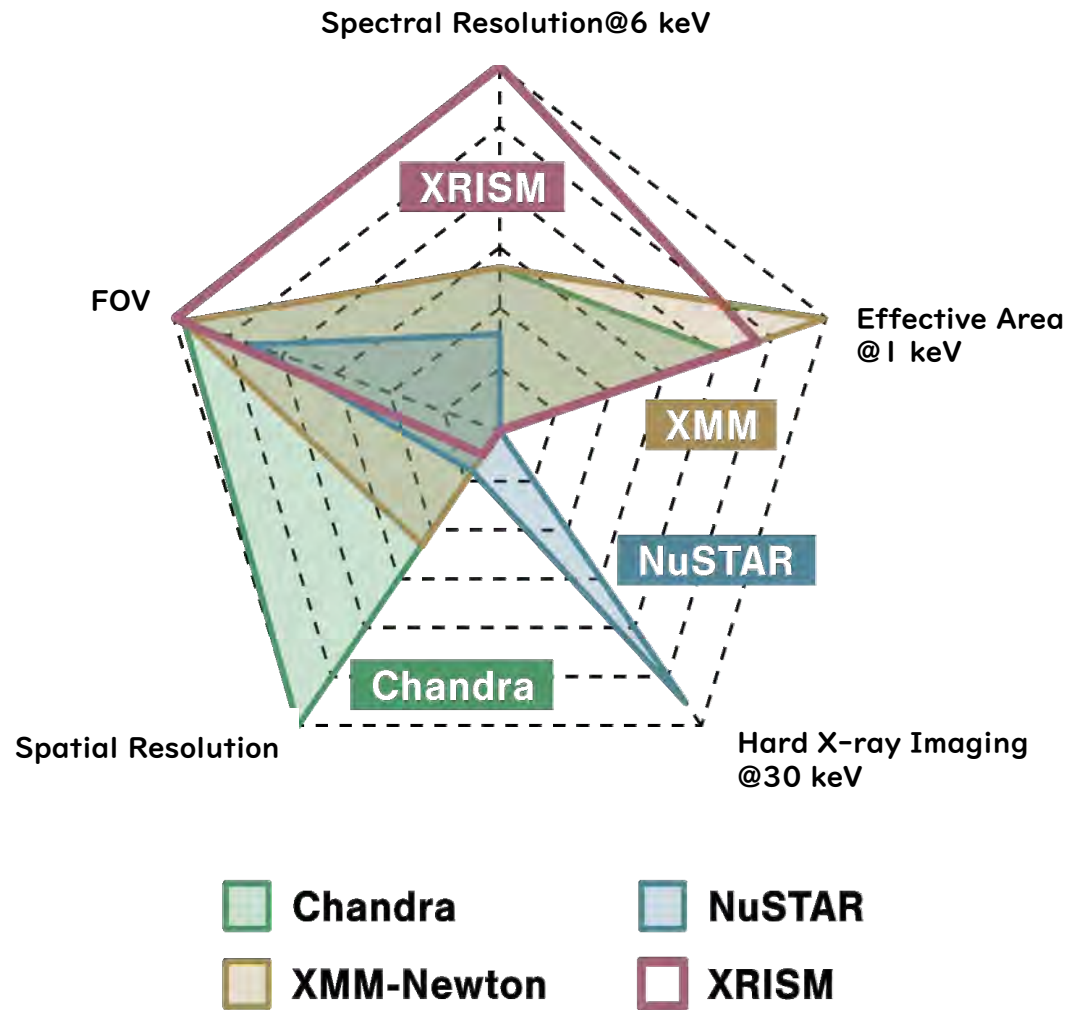 Spectral Resolution@6 keV
XRISM
FOV
Effective Area
@1 keV
XMM
NuSTAR
Chandra
Spatial Resolution
Hard X-ray Imaging
@30 keV
Chandra
NuSTAR
XMM-Newton
XRISM